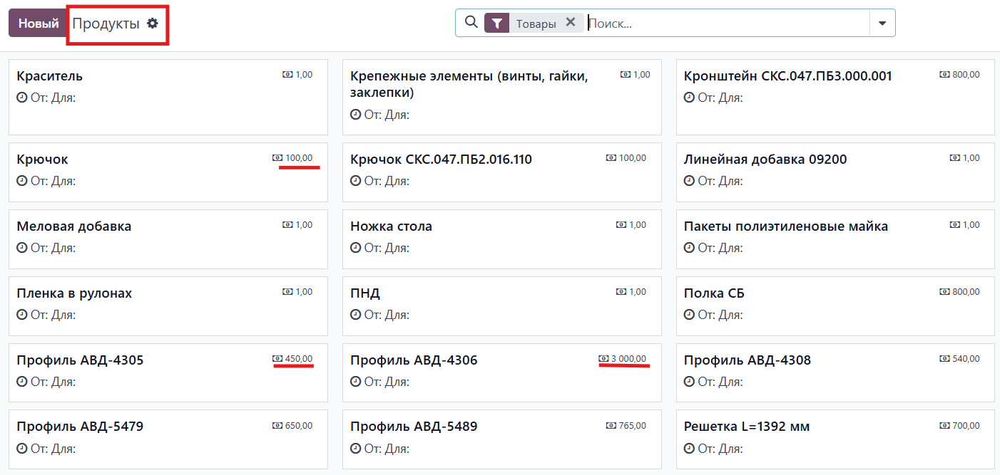 Новый
Продукты
Товары
Поиск...
Краситель
1,00
От: Для:
Крепежные элементы (винты, гайки,
заклепки)
1,00
От: Для:
Кронштейн СКС.047.ПБ3.000.001
800,00
От: Для:
Крючок
100,00
От: Для:
Крючок СКС.047.ПБ2.016.110
100,00
От: Для:
Линейная добавка 09200
1,00
От: Для:
Меловая добавка
1,00
От: Для:
Ножка стола
1,00
От: Для:
Пакеты полиэтиленовые майка
1,00
От: Для:
Пленка в рулонах
1,00
От: Для:
ПНД
1,00
От: Для:
Полка СБ
800,00
От: Для:
Профиль АВД-4305
450,00
От: Для:
Профиль АВД-4306
3 000,00
От: Для:
Профиль АВД-4308
540,00
От: Для:
Профиль АВД-5479
650,00
От: Для:
Профиль АВД-5489
765,00
От: Для:
Решетка L=1392 мм
700,00
От: Для: